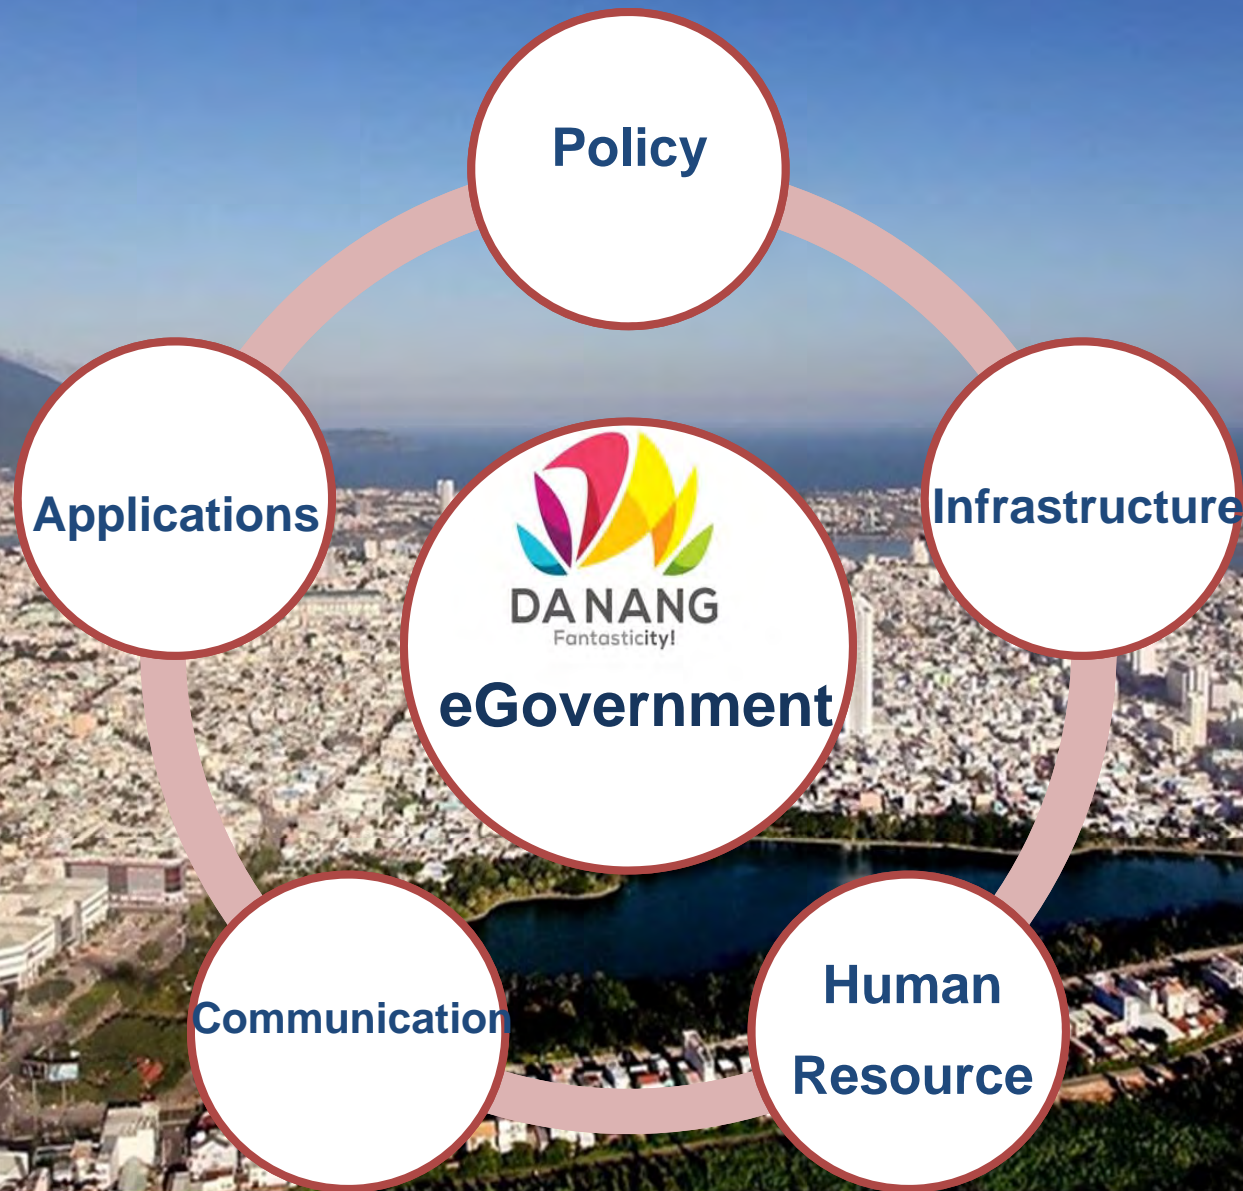 Policy
Applications
Infrastructure
DA NANG
Fantasticity!
eGovernment
Communication
Human
Resource